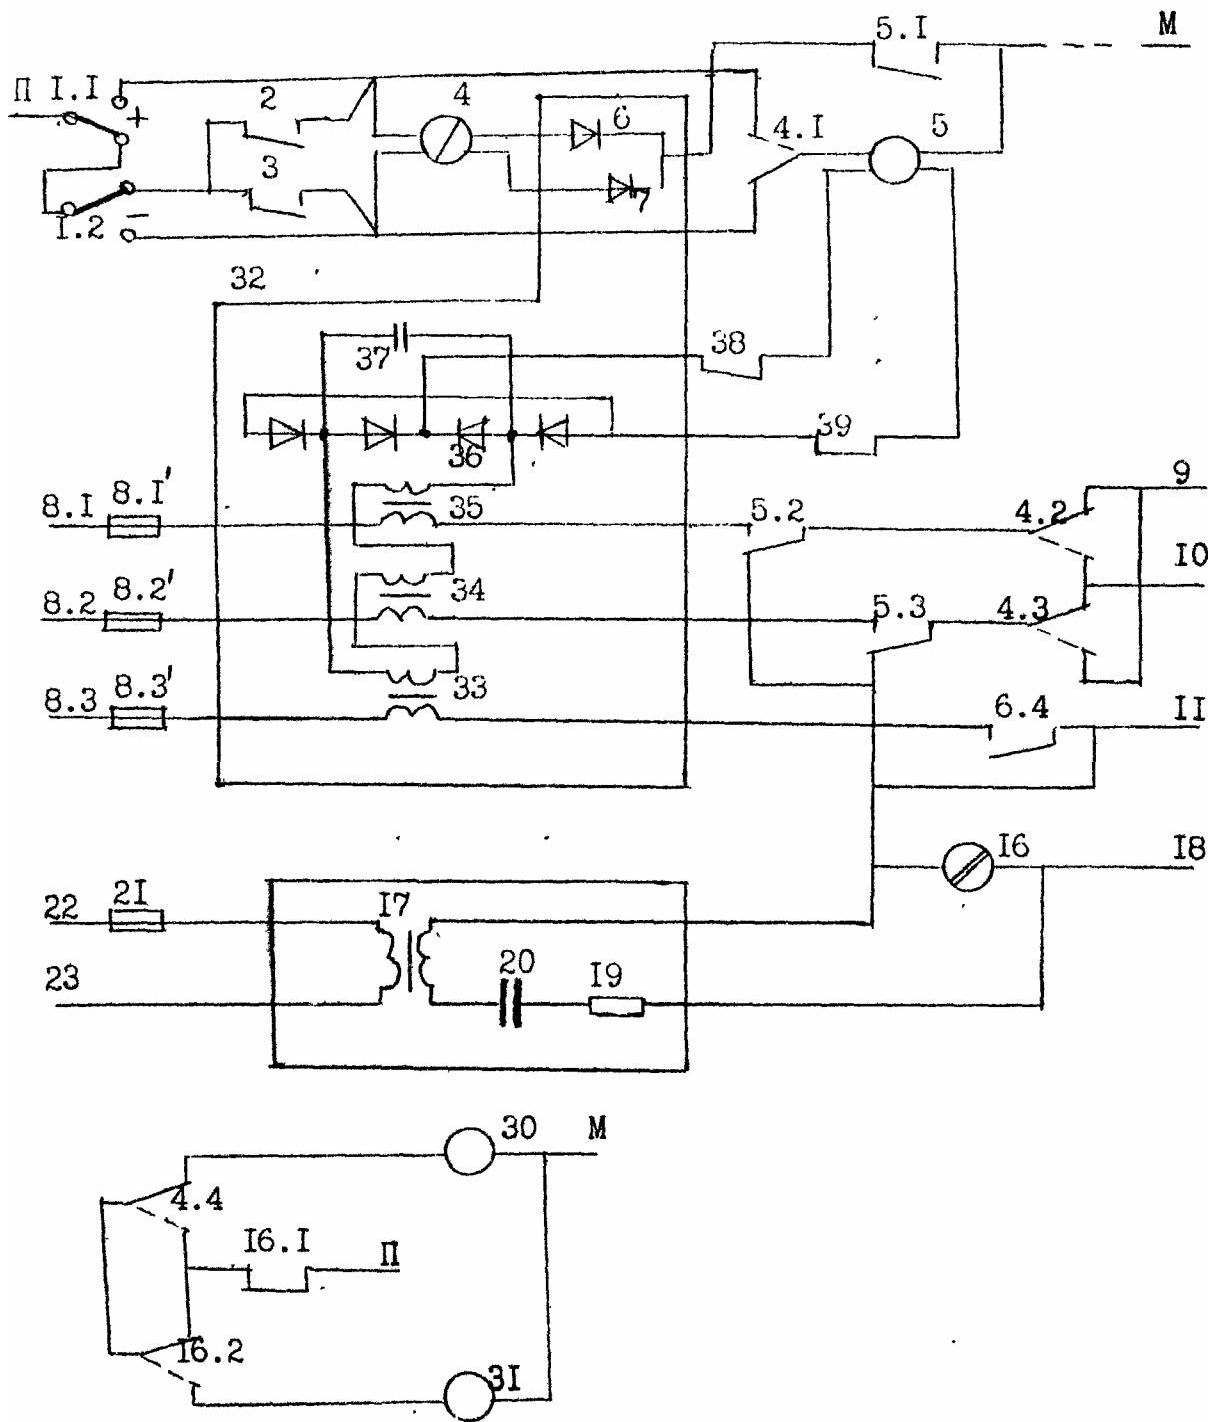 5.I M
П I.I 2 4 6 4.I 5
+
3 7
I.2 −
32
37 38
36 39
8.I 8.I' 35 5.2 4.2 9
I0
8.2 8.2' 34 5.3 4.3
8.3 8.3' 33 6.4 II
I6 I8
22 2I I7
23 20 I9
30 M
4.4
I6.I П
I6.2 3I